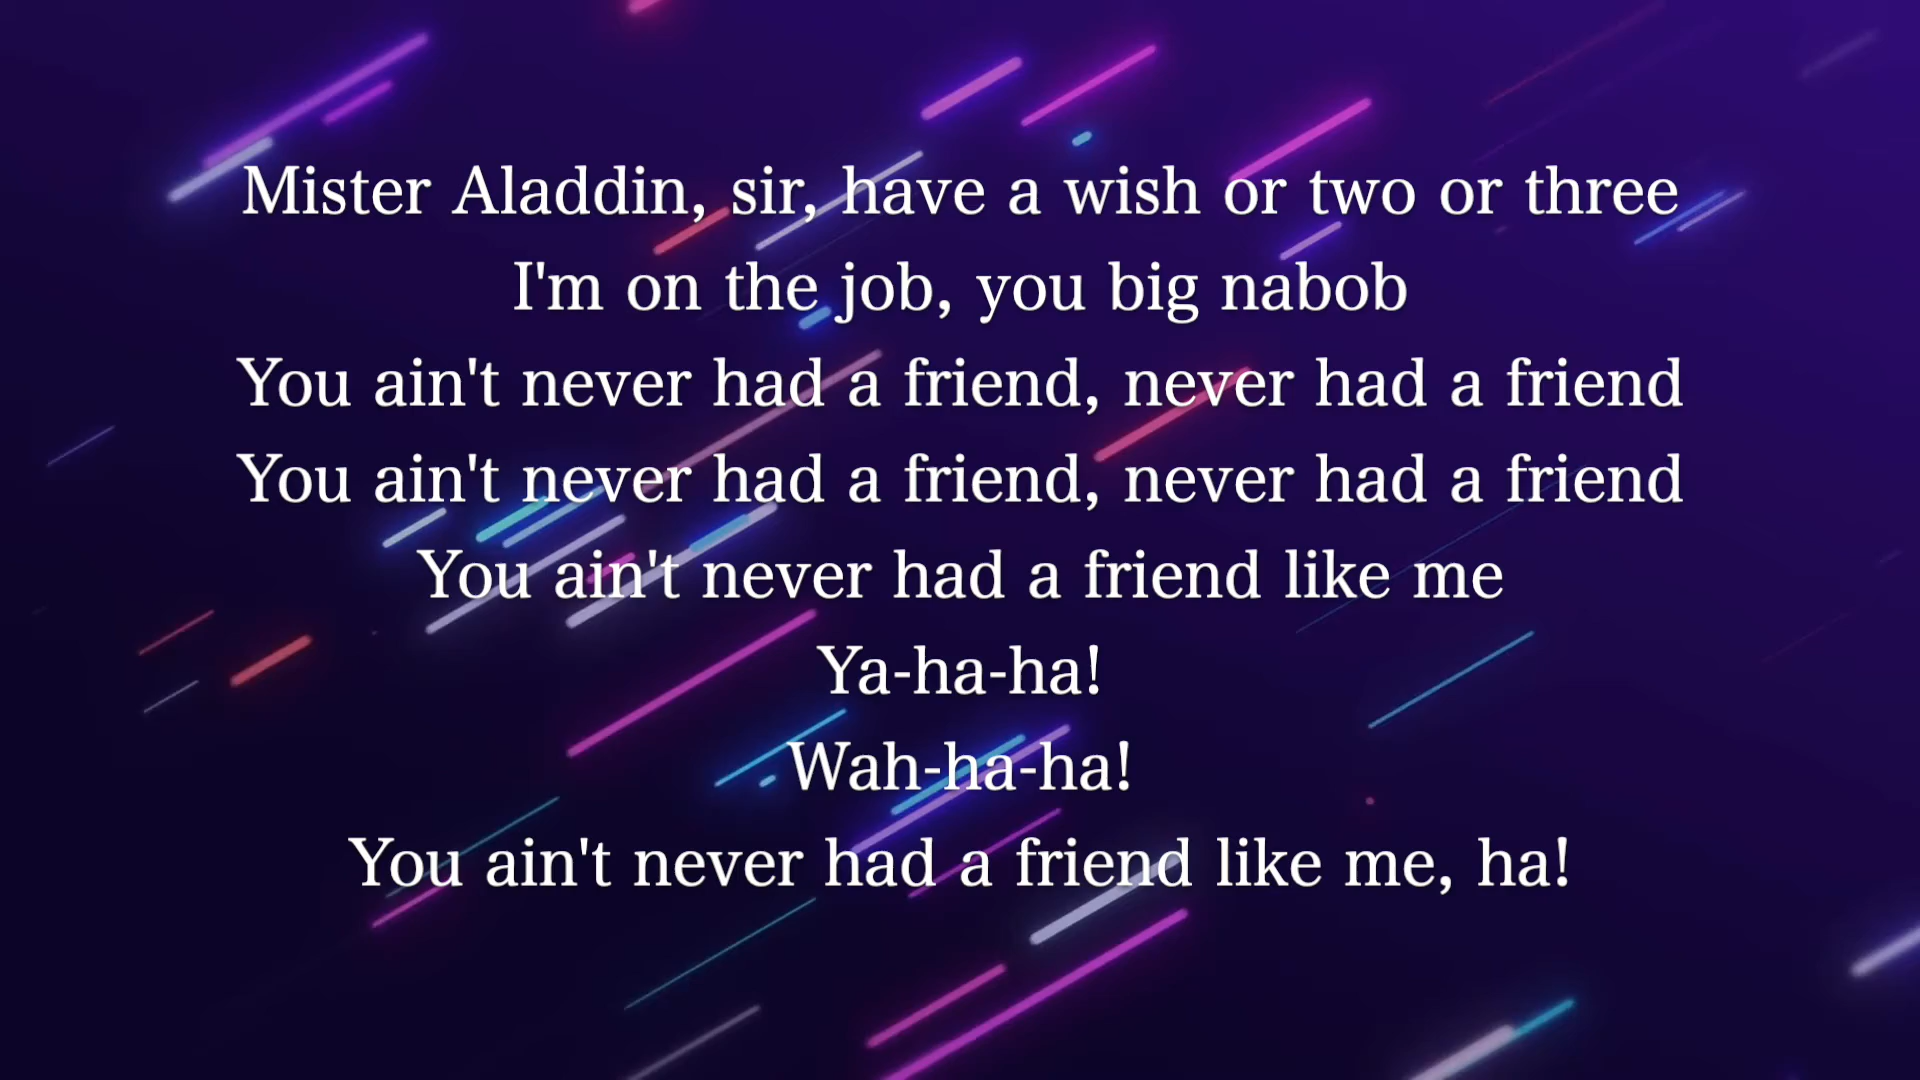 Mister Aladdin, sir, have a wish or two or three
I'm on the job, you big nabob
You ain't never had a friend, never had a friend
You ain't never had a friend, never had a friend
You ain't never had a friend like me
Ya-ha-ha!
Wah-ha-ha!
You ain't never had a friend like me, ha!